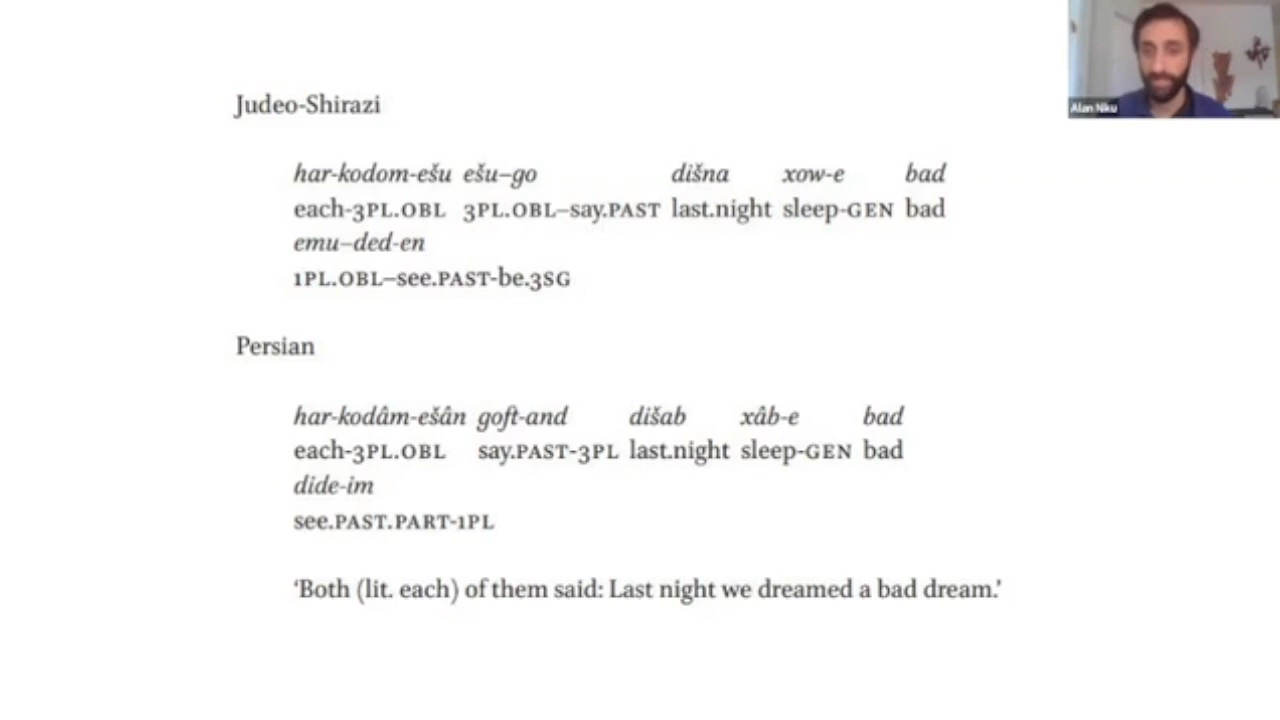 Judeo-Shirazi
har-kodom-ešu ešu–go dišna xow-e bad
each-3PL.OBL 3PL.OBL–say.PAST last.night sleep-GEN bad
emu–ded-en
1PL.OBL–see.PAST-be.3SG
Persian
har-kodâm-ešân goft-and dišab xâb-e bad
each-3PL.OBL say.PAST-3PL last.night sleep-GEN bad
dide-im
see.PAST.PART-1PL
‘Both (lit. each) of them said: Last night we dreamed a bad dream.’
Alan Niku